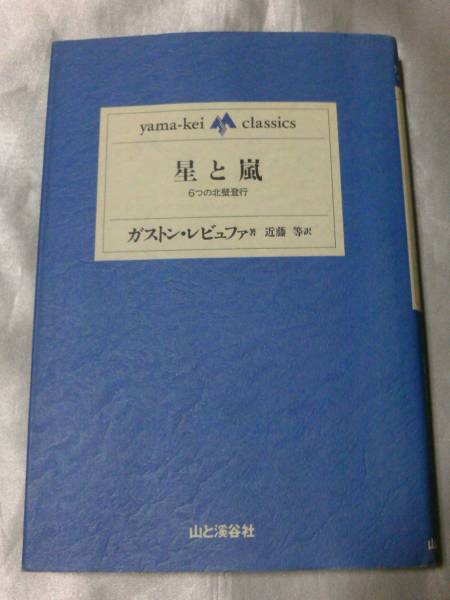 yama-kei classics
星と嵐
6つの北壁登行
ガストン・レビュファ著 近藤 等訳
山と溪谷社
山